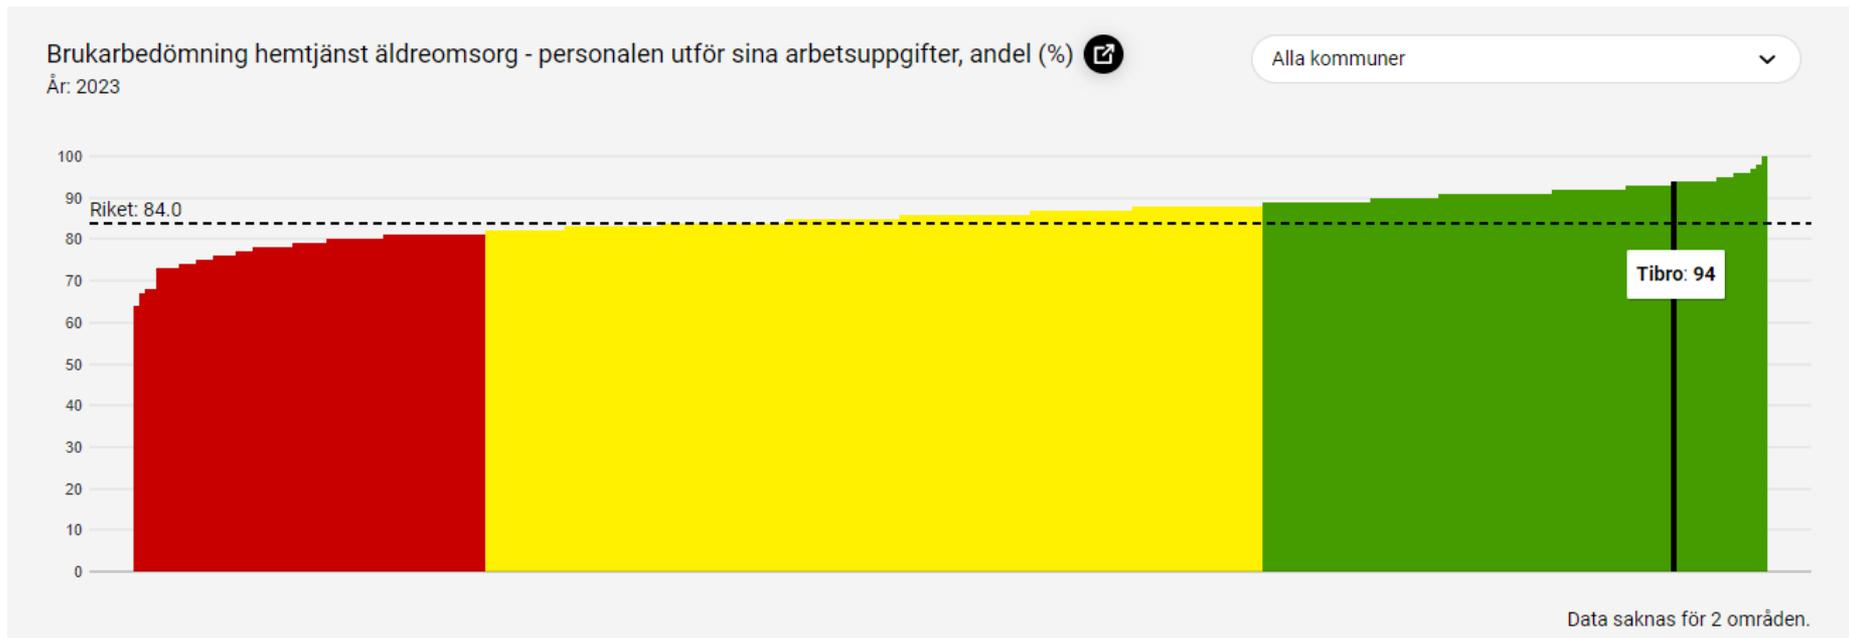 Brukarbedömning hemtjänst äldreomsorg - personalen utför sina arbetsuppgifter, andel (%)
År: 2023
Alla kommuner
100
90
Riket: 84.0
80
70
Tibro: 94
60
50
40
30
20
10
0
Data saknas för 2 områden.